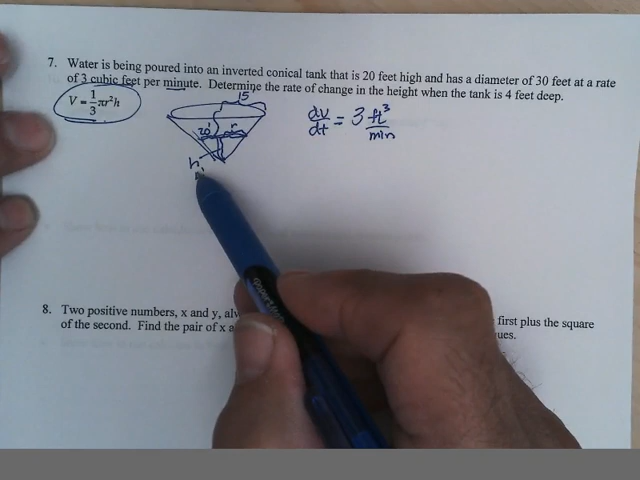 7. Water is being poured into an inverted conical tank that is 20 feet high and has a diameter of 30 feet at a rate
of 3 cubic feet per minute. Determine the rate of change in the height when the tank is 4 feet deep.
V = 1/3 πr²h
15
20'
r
h
dv/dt = 3 ft³/min
8. Two positive numbers, x and y, first plus the square
of the second. Find the pair of x